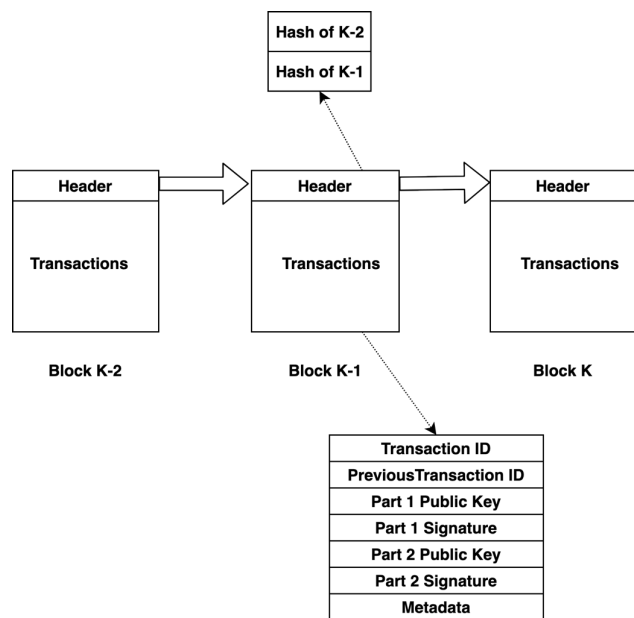 Hash of K-2
Hash of K-1
Header
Header
Header
Transactions
Transactions
Transactions
Block K-2
Block K-1
Block K
Transaction ID
PreviousTransaction ID
Part 1 Public Key
Part 1 Signature
Part 2 Public Key
Part 2 Signature
Metadata